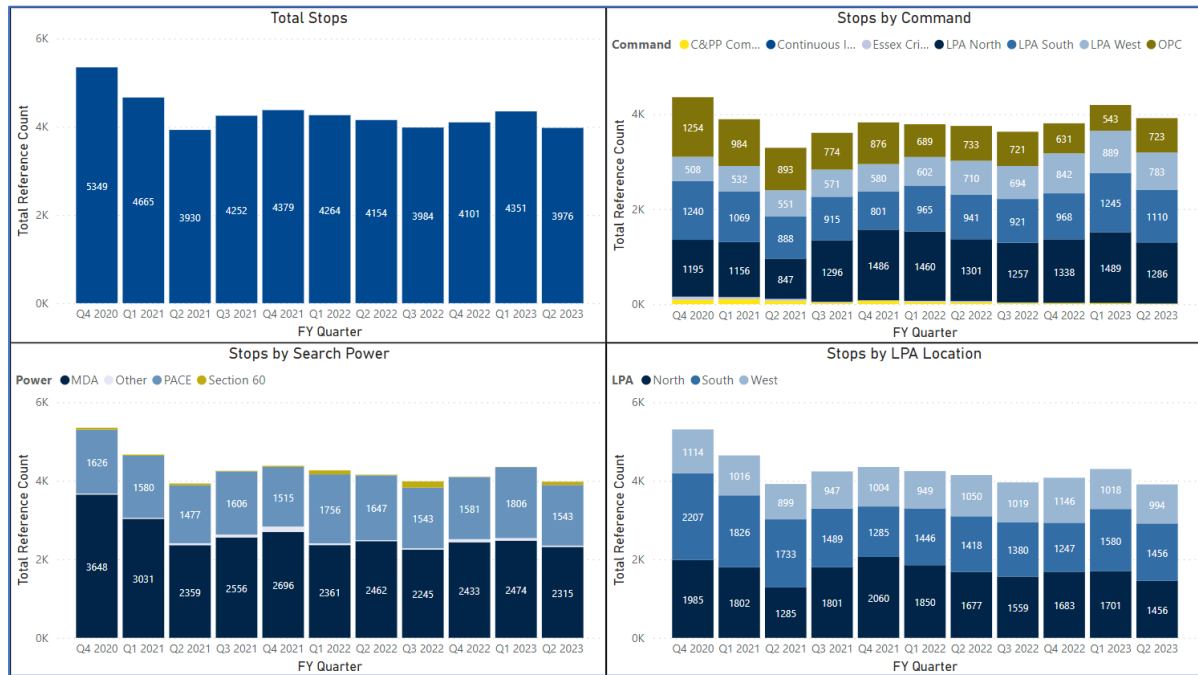 Total Stops
Total Reference Count
6K
4K
2K
0K
5349 4665 3930 4252 4379 4264 4154 3984 4101 4351 3976
Q4 2020 Q1 2021 Q2 2021 Q3 2021 Q4 2021 Q1 2022 Q2 2022 Q3 2022 Q4 2022 Q1 2023 Q2 2023
FY Quarter
Stops by Command
Command C&PP Com... Continuous I... Essex Cri... LPA North LPA South LPA West OPC
Total Reference Count
4K
2K
0K
1254 984 893 774 876 689 733 721 631 543 723
508 532 551 571 580 602 710 694 842 889 783
1240 1069 888 915 801 965 941 921 968 1245 1110
1195 1156 847 1296 1486 1460 1301 1257 1338 1489 1286
Q4 2020 Q1 2021 Q2 2021 Q3 2021 Q4 2021 Q1 2022 Q2 2022 Q3 2022 Q4 2022 Q1 2023 Q2 2023
FY Quarter
Stops by Search Power
Power MDA Other PACE Section 60
Total Reference Count
6K
4K
2K
0K
1626 1580 1477 1606 1515 1756 1647 1543 1581 1806 1543
3648 3031 2359 2556 2696 2361 2462 2245 2433 2474 2315
Q4 2020 Q1 2021 Q2 2021 Q3 2021 Q4 2021 Q1 2022 Q2 2022 Q3 2022 Q4 2022 Q1 2023 Q2 2023
FY Quarter
Stops by LPA Location
LPA North South West
Total Reference Count
6K
4K
2K
0K
1114 1016 899 947 1004 949 1050 1019 1146 1018 994
2207 1826 1733 1489 1285 1446 1418 1380 1247 1580 1456
1985 1802 1285 1801 2060 1850 1677 1559 1683 1701 1456
Q4 2020 Q1 2021 Q2 2021 Q3 2021 Q4 2021 Q1 2022 Q2 2022 Q3 2022 Q4 2022 Q1 2023 Q2 2023
FY Quarter